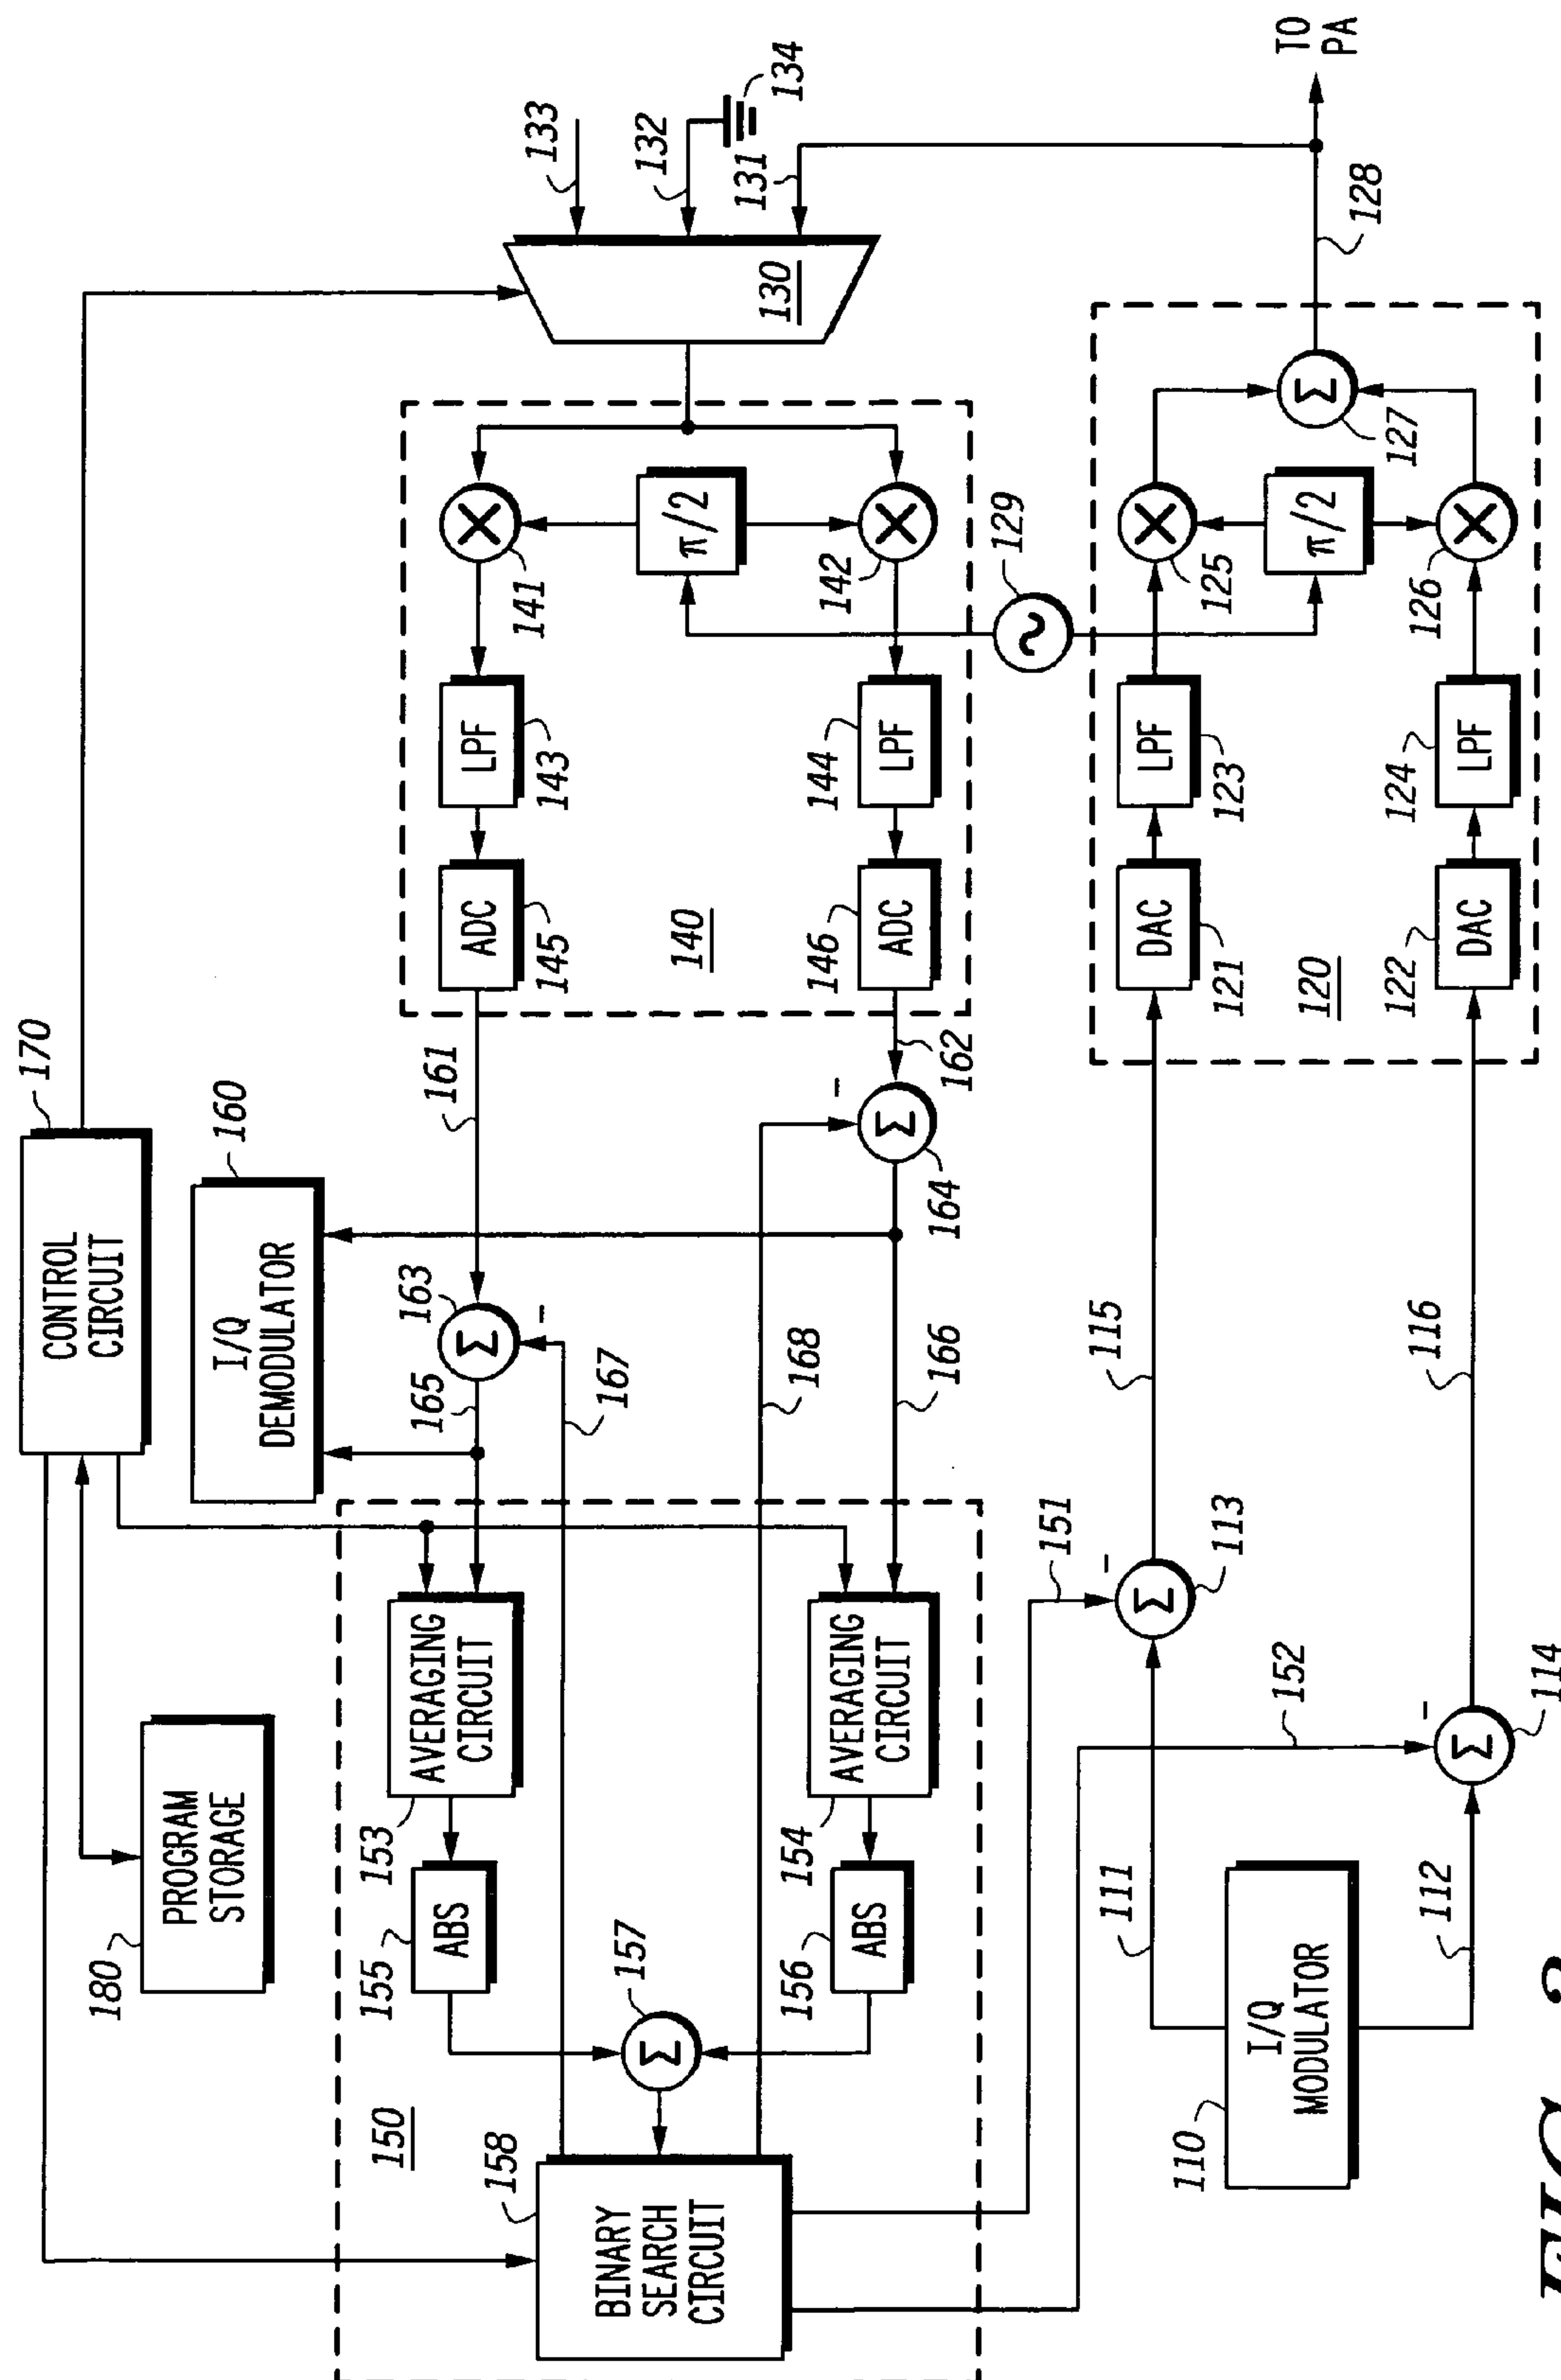 170
CONTROL
CIRCUIT
180
PROGRAM
STORAGE
160
I/Q
DEMODULATOR
150
153
AVERAGING
CIRCUIT
155
ABS
157
Σ
158
BINARY
SEARCH
CIRCUIT
154
AVERAGING
CIRCUIT
156
ABS
165
163
Σ
-
161
167
168
166
164
Σ
-
162
140
145
ADC
143
LPF
141
π/2
142
146
ADC
144
LPF
129
~
130
133
132
134
131
151
152
110
I/Q
MODULATOR
111
112
113
Σ
-
114
Σ
-
115
116
120
121
DAC
123
LPF
125
π/2
122
DAC
124
LPF
126
127
Σ
128
TO
PA
FIG.